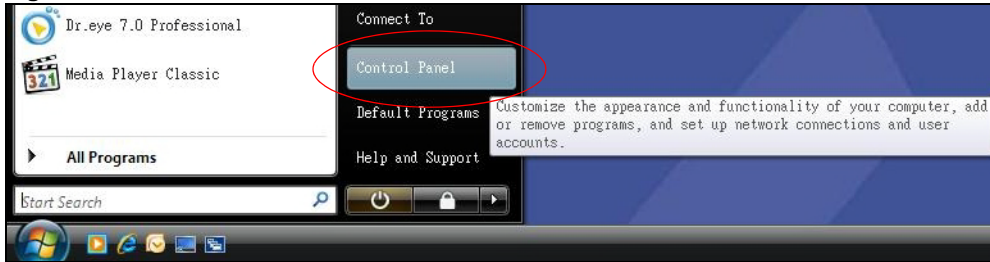 Dr.eye 7.0 Professional
Media Player Classic
All Programs
Start Search
Connect To
Control Panel
Default Programs
Help and Support
Customize the appearance and functionality of your computer, add
or remove programs, and set up network connections and user
accounts.